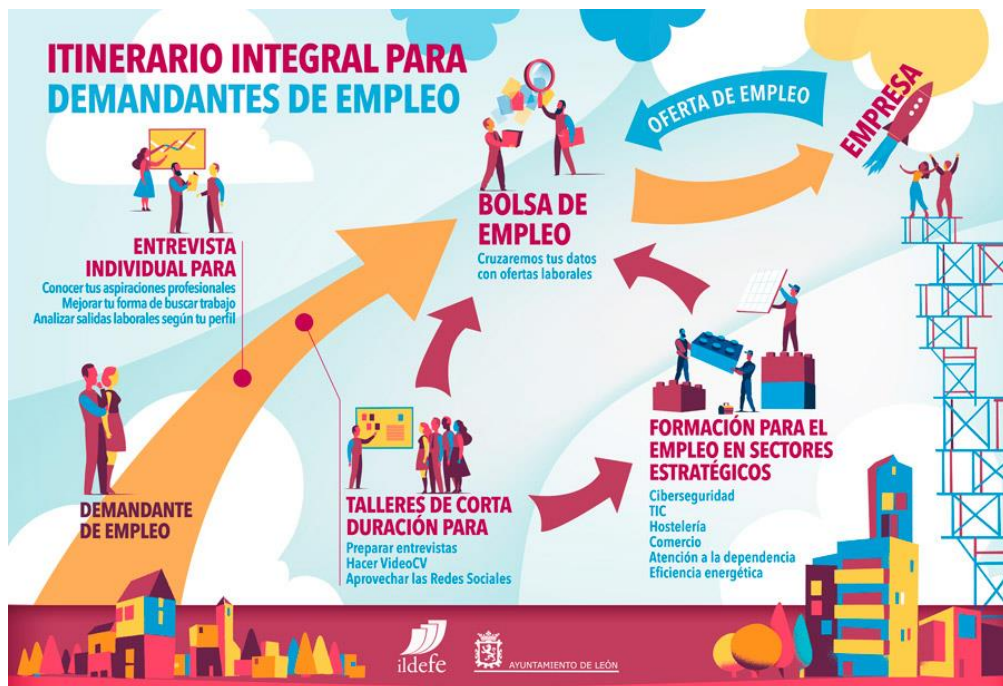 ITINERARIO INTEGRAL PARA
DEMANDANTES DE EMPLEO
OFERTA DE EMPLEO
EMPRESA
BOLSA DE
EMPLEO
Cruzaremos tus datos
con ofertas laborales
ENTREVISTA
INDIVIDUAL PARA
Conocer tus aspiraciones profesionales
Mejorar tu forma de buscar trabajo
Analizar salidas laborales según tu perfil
DEMANDANTE
DE EMPLEO
TALLERES DE CORTA
DURACIÓN PARA
Preparar entrevistas
Hacer VideoCV
Aprovechar las Redes Sociales
FORMACIÓN PARA EL
EMPLEO EN SECTORES
ESTRATÉGICOS
Ciberseguridad
TIC
Hostelería
Comercio
Atención a la dependencia
Eficiencia energética
ildefe
AYUNTAMIENTO DE LEÓN